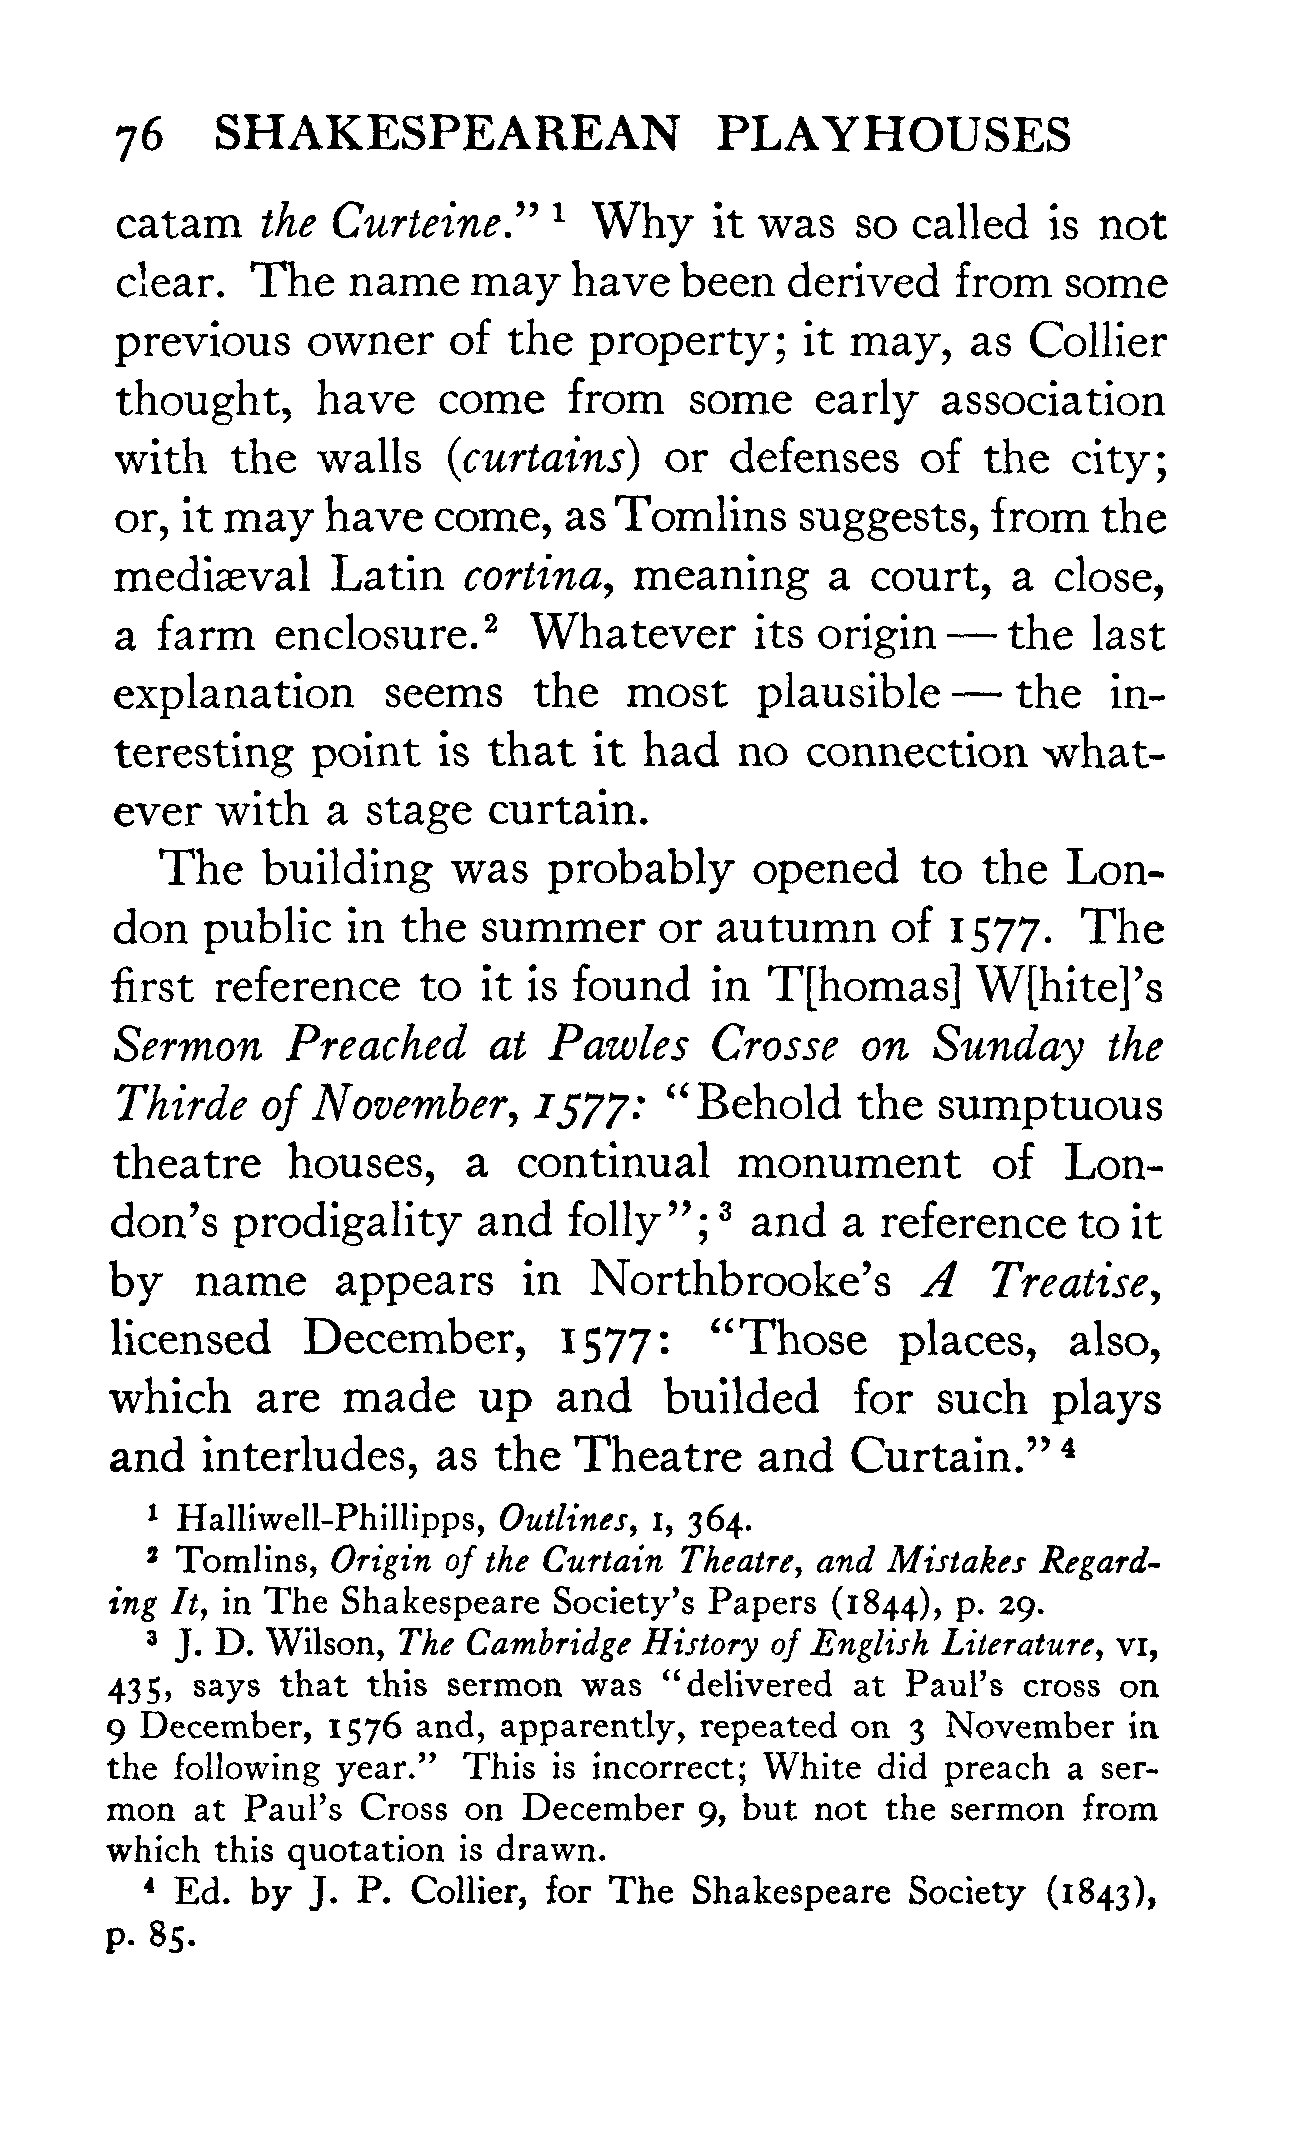 76 SHAKESPEAREAN PLAYHOUSES
catam the Curteine." ¹ Why it was so called is not
clear. The name may have been derived from some
previous owner of the property; it may, as Collier
thought, have come from some early association
with the walls (curtains) or defenses of the city;
or, it may have come, as Tomlins suggests, from the
mediæval Latin cortina, meaning a court, a close,
a farm enclosure.² Whatever its origin — the last
explanation seems the most plausible — the in-
teresting point is that it had no connection what-
ever with a stage curtain.
The building was probably opened to the Lon-
don public in the summer or autumn of 1577. The
first reference to it is found in T[homas] W[hite]'s
Sermon Preached at Pawles Crosse on Sunday the
Thirde of November, 1577: "Behold the sumptuous
theatre houses, a continual monument of Lon-
don's prodigality and folly";³ and a reference to it
by name appears in Northbrooke's A Treatise,
licensed December, 1577: "Those places, also,
which are made up and builded for such plays
and interludes, as the Theatre and Curtain." ⁴
¹ Halliwell-Phillipps, Outlines, I, 364.
² Tomlins, Origin of the Curtain Theatre, and Mistakes Regard-
ing It, in The Shakespeare Society's Papers (1844), p. 29.
³ J. D. Wilson, The Cambridge History of English Literature, VI,
435, says that this sermon was "delivered at Paul's cross on
9 December, 1576 and, apparently, repeated on 3 November in
the following year." This is incorrect; White did preach a ser-
mon at Paul's Cross on December 9, but not the sermon from
which this quotation is drawn.
⁴ Ed. by J. P. Collier, for The Shakespeare Society (1843),
p. 85.